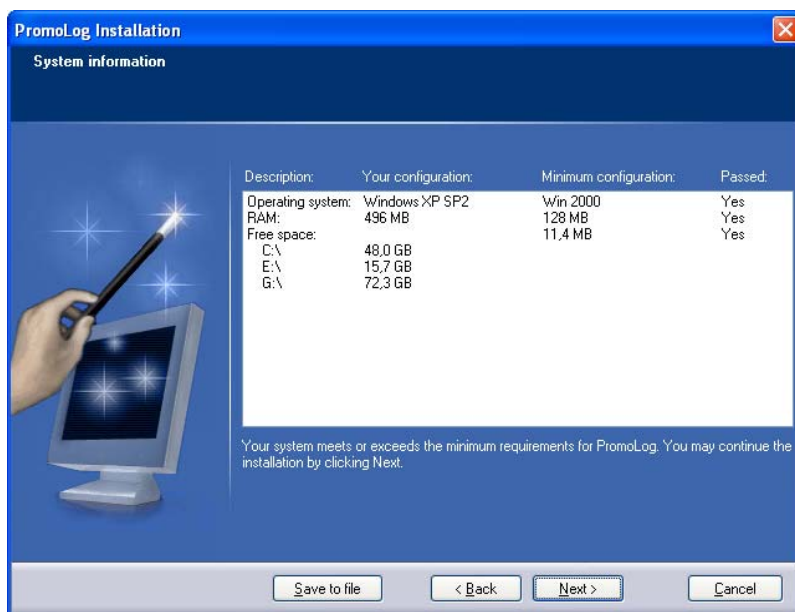 PromoLog Installation
System information
Description: Your configuration: Minimum configuration: Passed:
Operating system: Windows XP SP2 Win 2000 Yes
RAM: 496 MB 128 MB Yes
Free space: 11,4 MB Yes
C:\ 48,0 GB
E:\ 15,7 GB
G:\ 72,3 GB
Your system meets or exceeds the minimum requirements for PromoLog. You may continue the
installation by clicking Next.
Save to file < Back Next > Cancel